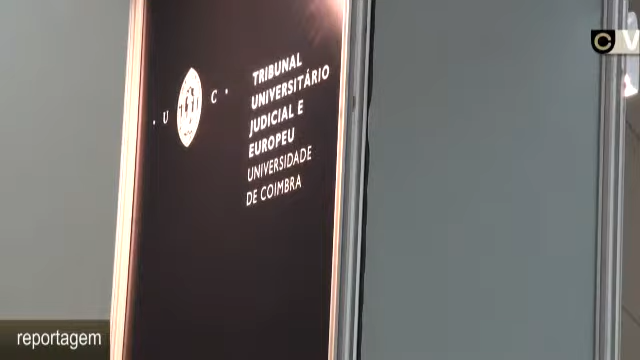 · U C ·
TRIBUNAL
UNIVERSITÁRIO
JUDICIAL E
EUROPEU
UNIVERSIDADE
DE COIMBRA
C V
reportagem